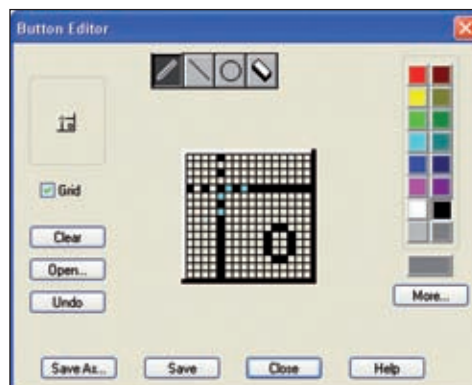 Button Editor
Grid
Clear
Open...
Undo
More...
Save As...
Save
Close
Help